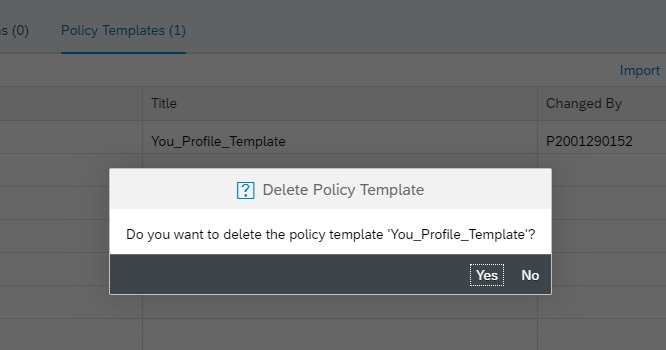 s (0) Policy Templates (1)
Import
Title Changed By
You_Profile_Template P2001290152
Delete Policy Template
Do you want to delete the policy template 'You_Profile_Template'?
Yes No